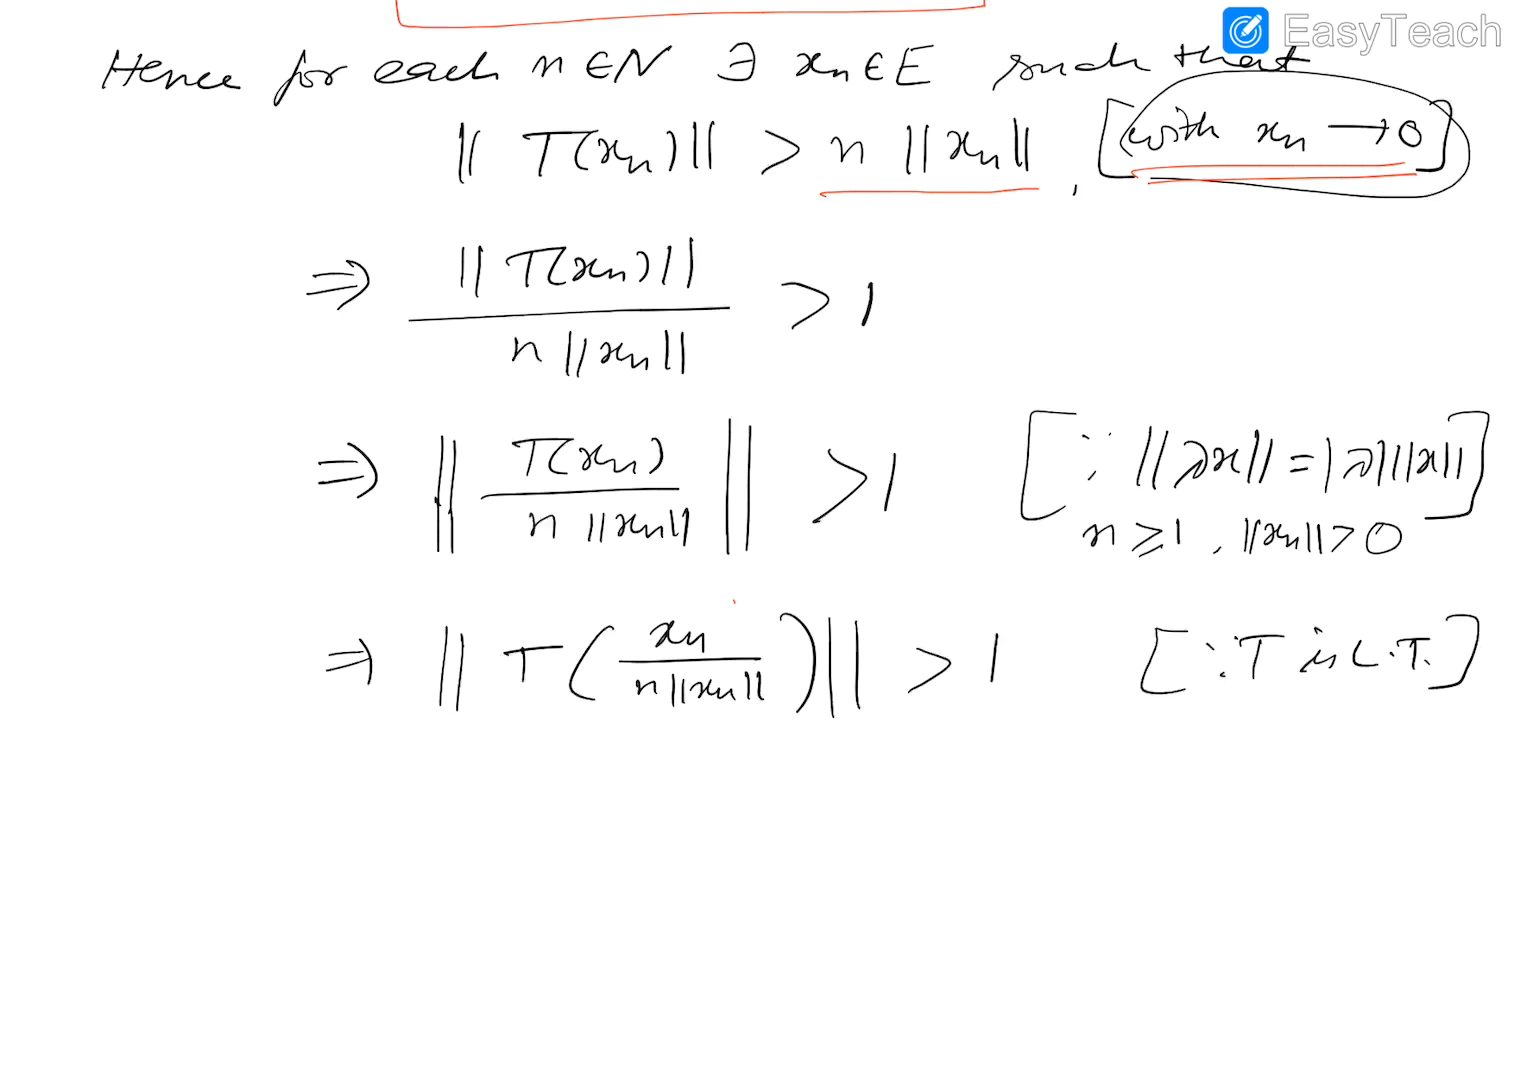 EasyTeach
Hence for each n ∈ N ∃ xn ∈ E such that
|| T(xn) || > n || xn || , [with xn → 0]
⇒ || T(xn) || / n || xn || > 1
⇒ || T(xn) / n || xn || || > 1 [∵ || λx || = |λ| ||x||]
n ≥ 1 , || xn || > 0
⇒ || T ( xn / n || xn || ) || > 1 [∵ T is L.T.]